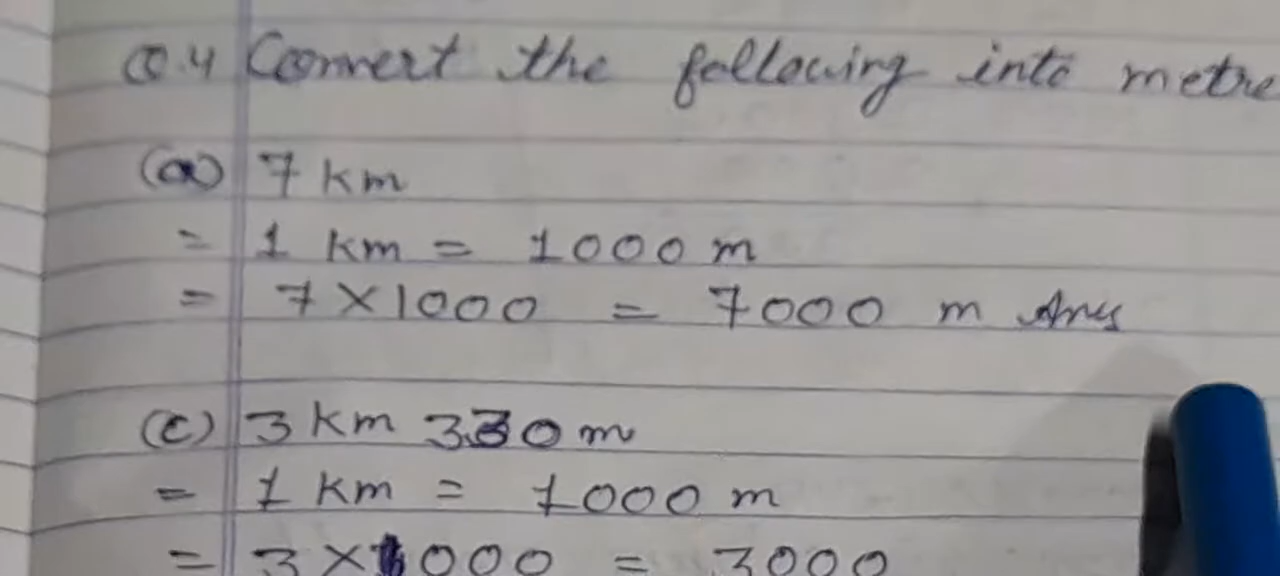 Q.4 Convert the following into metre
(a) 7 km
= 1 km = 1000 m
= 7 × 1000 = 7000 m Ans
(c) 3 km 330 m
= 1 km = 1000 m
= 3 × 1000 = 3000